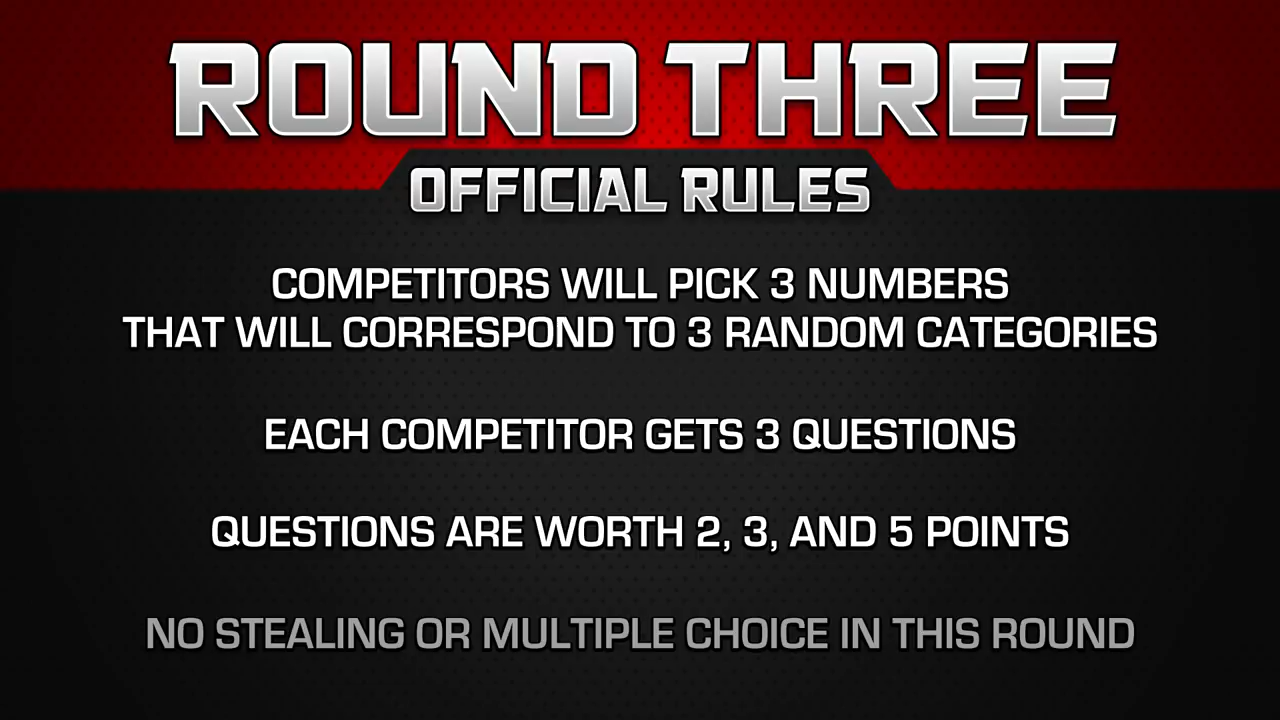 ROUND THREE
OFFICIAL RULES
COMPETITORS WILL PICK 3 NUMBERS
THAT WILL CORRESPOND TO 3 RANDOM CATEGORIES
EACH COMPETITOR GETS 3 QUESTIONS
QUESTIONS ARE WORTH 2, 3, AND 5 POINTS
NO STEALING OR MULTIPLE CHOICE IN THIS ROUND